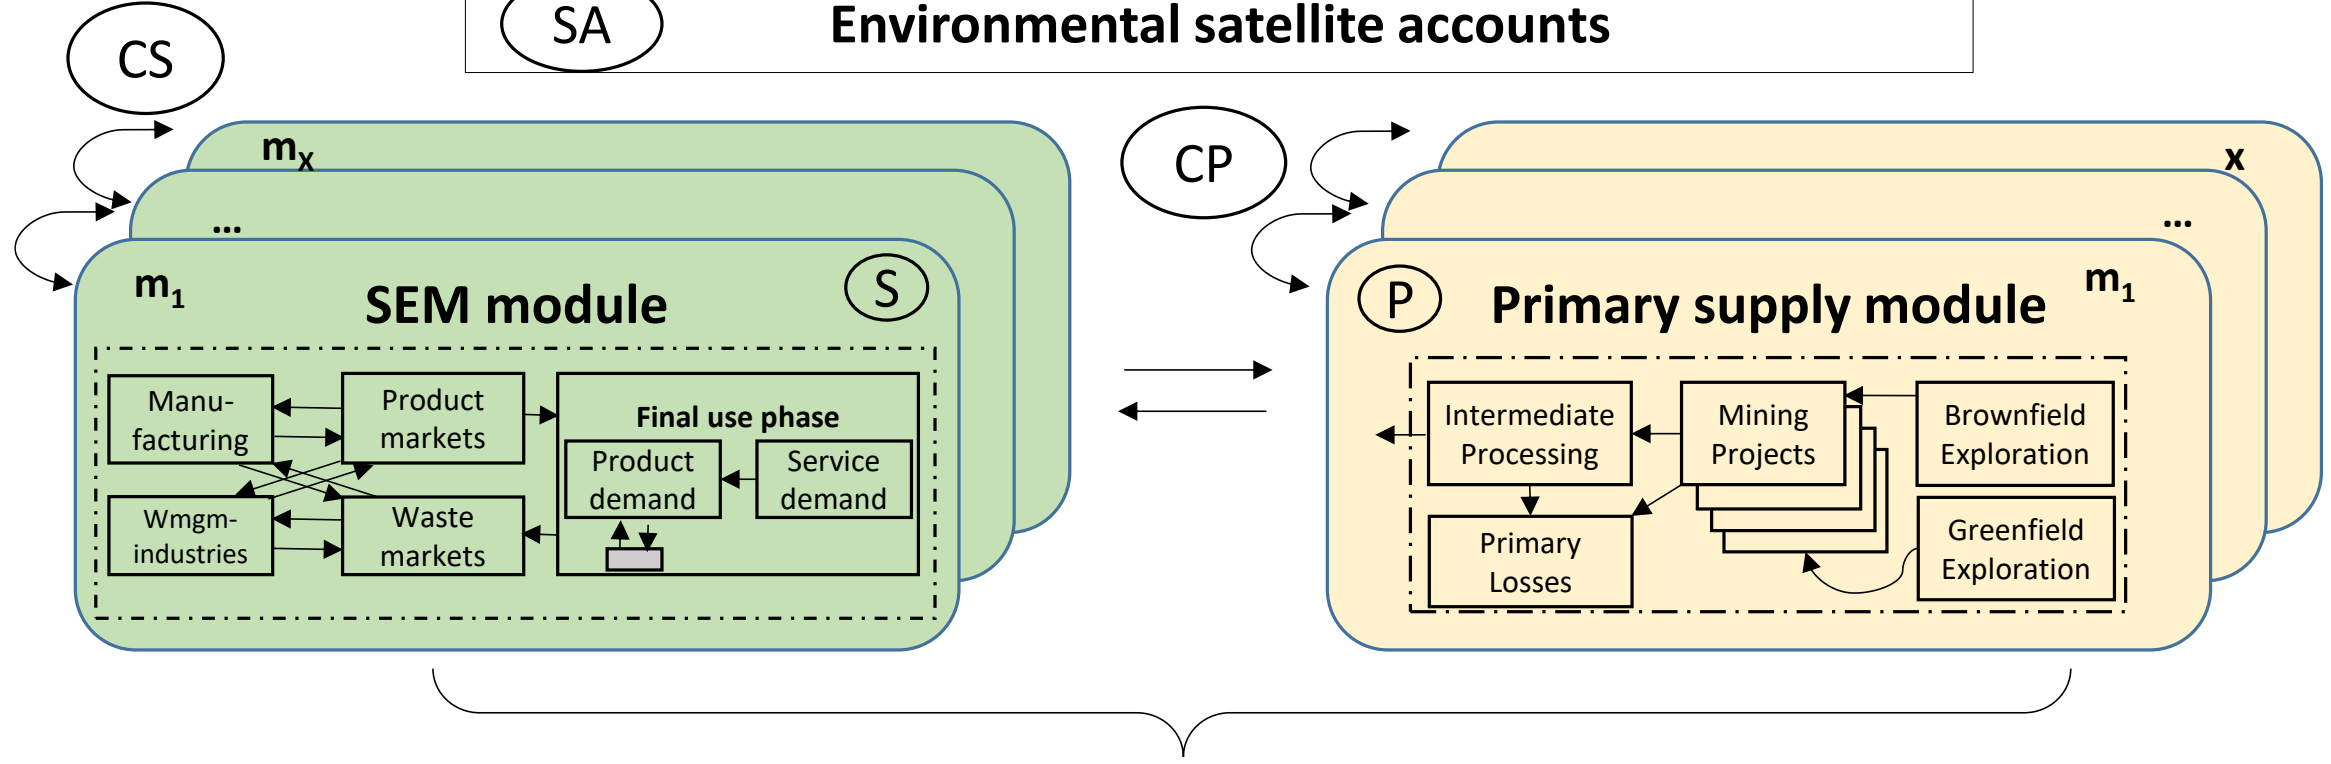 SA
Environmental satellite accounts
CS
mX
...
m1
SEM module
S
Manu-
facturing
Product
markets
Final use phase
Product
demand
Service
demand
Wmgm-
industries
Waste
markets
CP
x
...
m1
P
Primary supply module
Intermediate
Processing
Mining
Projects
Brownfield
Exploration
Primary
Losses
Greenfield
Exploration